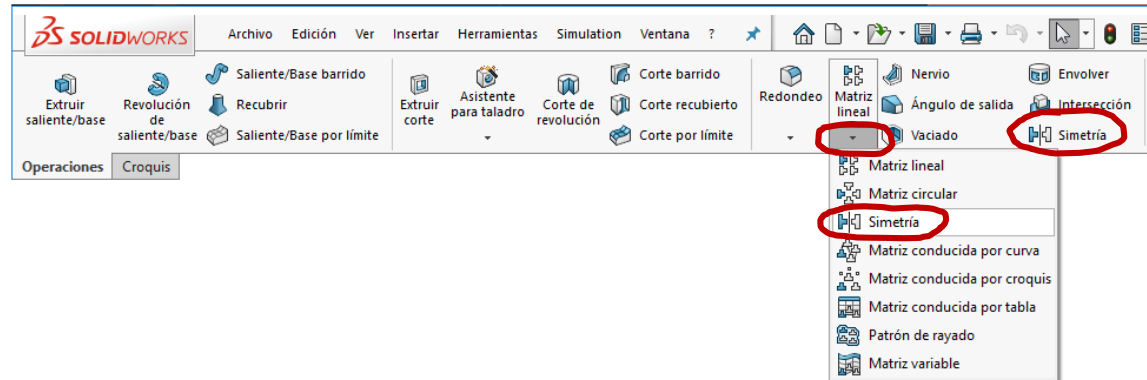 SOLIDWORKS
Archivo Edición Ver Insertar Herramientas Simulation Ventana ?
Extruir saliente/base
Revolución de saliente/base
Saliente/Base barrido
Recubrir
Saliente/Base por límite
Extruir corte
Asistente para taladro
Corte de revolución
Corte barrido
Corte recubierto
Corte por límite
Redondeo
Matriz lineal
Nervio
Ángulo de salida
Vaciado
Envolver
Intersección
Simetría
Operaciones Croquis
Matriz lineal
Matriz circular
Simetría
Matriz conducida por curva
Matriz conducida por croquis
Matriz conducida por tabla
Patrón de rayado
Matriz variable